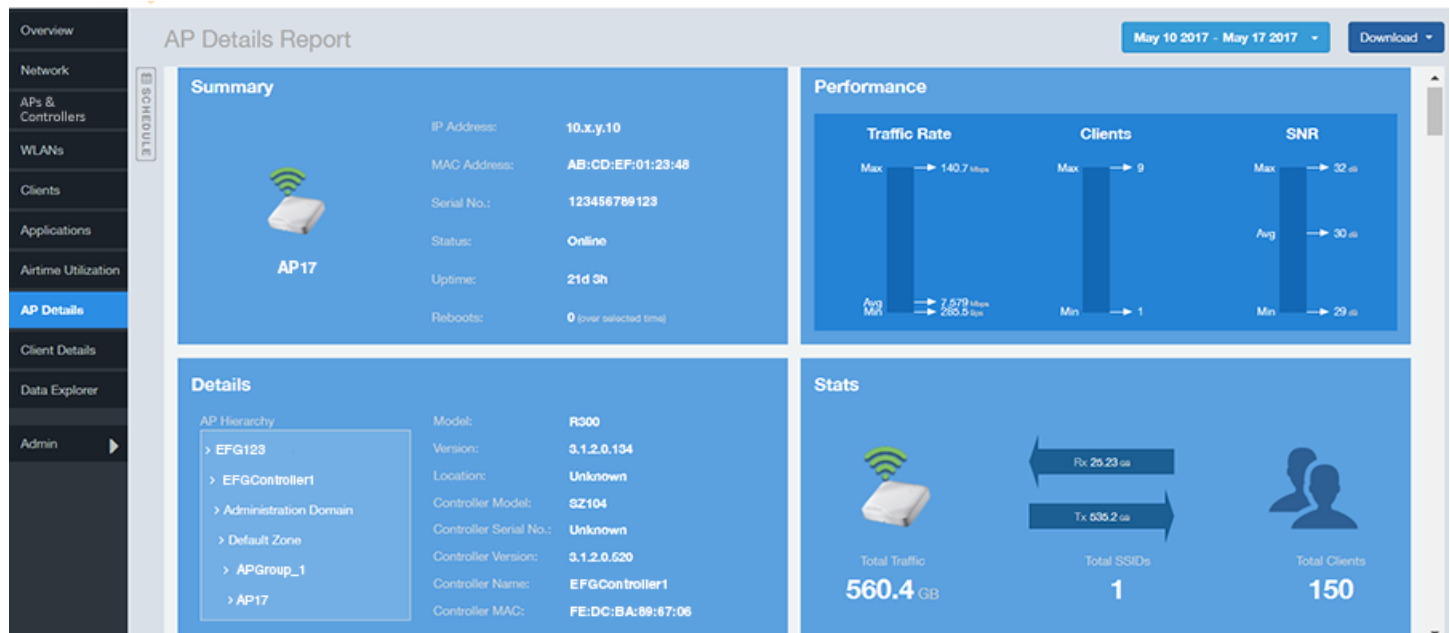 Overview
Network
APs &
Controllers
WLANs
Clients
Applications
Airtime Utilization
AP Details
Client Details
Data Explorer
Admin
AP Details Report
May 10 2017 - May 17 2017
Download
SCHEDULE
Summary
AP17
IP Address: 10.x.y.10
MAC Address: AB:CD:EF:01:23:48
Serial No.: 123456789123
Status: Online
Uptime: 21d 3h
Reboots: 0 (over selected time)
Performance
Traffic Rate
Max 140.7 Mbps
Avg 7.579 Mbps
Min 285.5 Bps
Clients
Max 9
Min 1
SNR
Max 32 dB
Avg 30 dB
Min 29 dB
Details
AP Hierarchy
> EFG123
> EFGController1
> Administration Domain
> Default Zone
> APGroup_1
> AP17
Model: R300
Version: 3.1.2.0.134
Location: Unknown
Controller Model: SZ104
Controller Serial No.: Unknown
Controller Version: 3.1.2.0.520
Controller Name: EFGController1
Controller MAC: FE:DC:BA:89:67:06
Stats
Rx 25.23 GB
Tx 535.2 GB
Total Traffic
560.4 GB
Total SSIDs
1
Total Clients
150